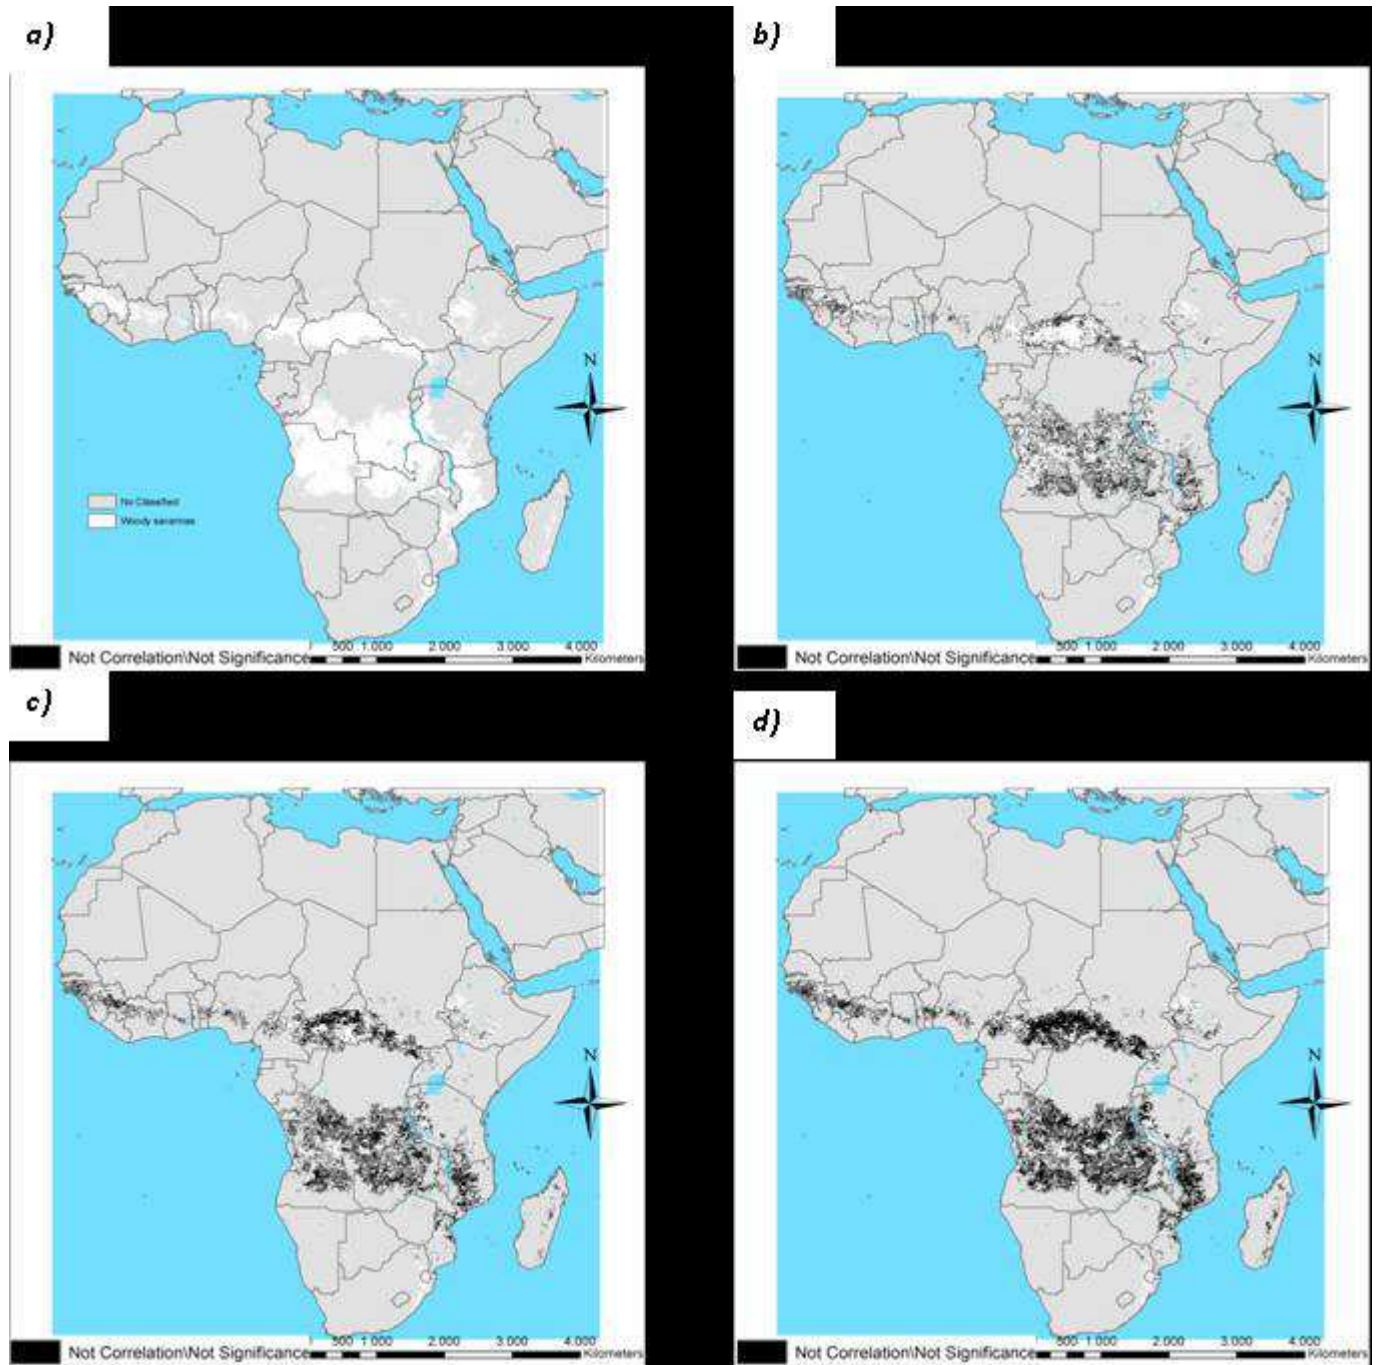 a)
b)
N
No Classified
Woody savannas
500 1 000 2 000 3 000 4 000
Not Correlation\Not Significance Kilometers
N
500 1 000 2 000 3 000 4 000
Not Correlation\Not Significance Kilometers
c)
d)
N
500 1 000 2 000 3 000 4 000
Not Correlation\Not Significance Kilometers
N
500 1 000 2 000 3 000 4 000
Not Correlation\Not Significance Kilometers